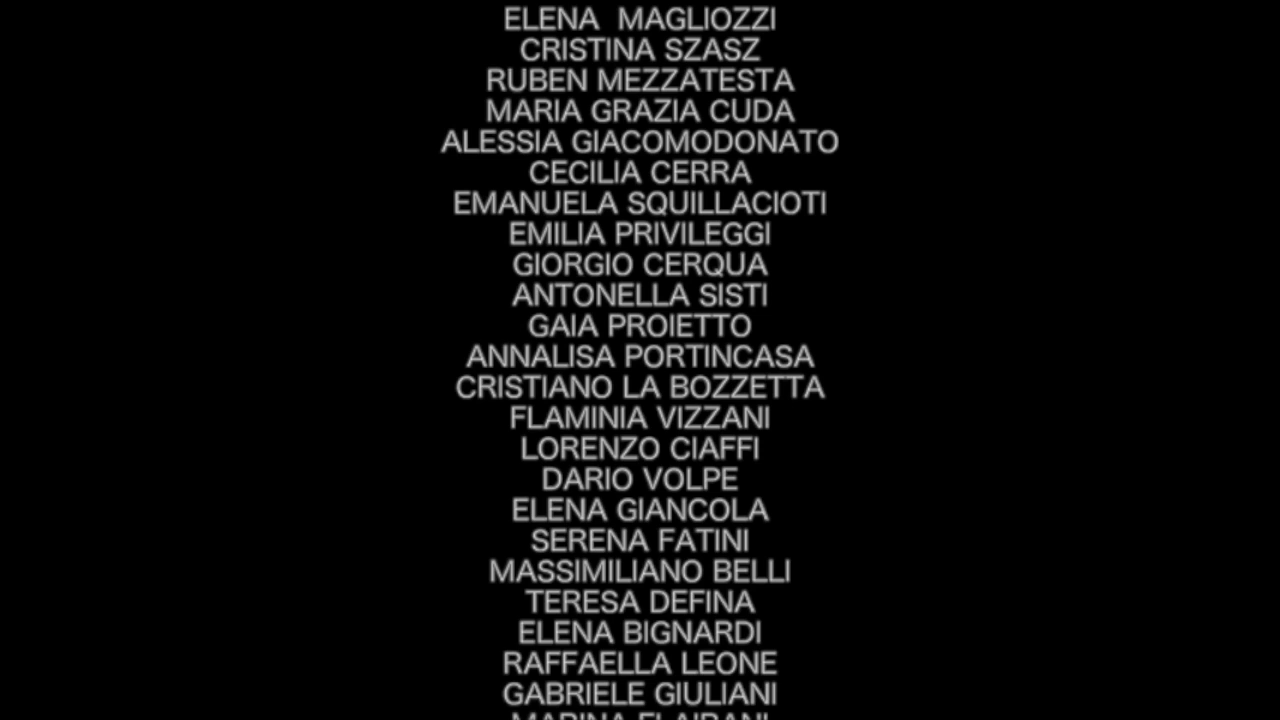 ELENA  MAGLIOZZI
CRISTINA SZASZ
RUBEN MEZZATESTA
MARIA GRAZIA CUDA
ALESSIA GIACOMODONATO
CECILIA CERRA
EMANUELA SQUILLACIOTI
EMILIA PRIVILEGGI
GIORGIO CERQUA
ANTONELLA SISTI
GAIA PROIETTO
ANNALISA PORTINCASA
CRISTIANO LA BOZZETTA
FLAMINIA VIZZANI
LORENZO CIAFFI
DARIO VOLPE
ELENA GIANCOLA
SERENA FATINI
MASSIMILIANO BELLI
TERESA DEFINA
ELENA BIGNARDI
RAFFAELLA LEONE
GABRIELE GIULIANI